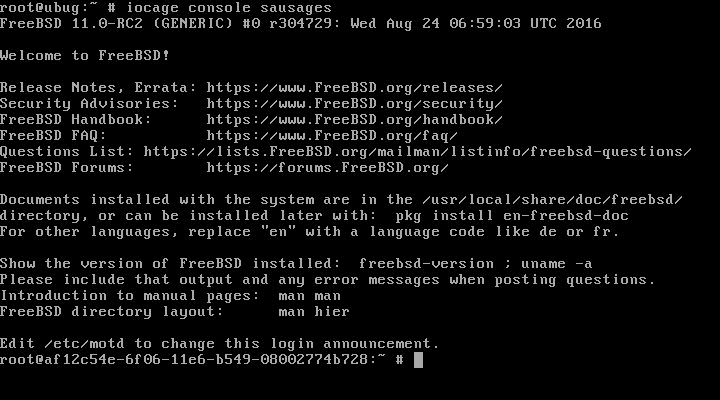 root@ubug:~ # iocage console sausages
FreeBSD 11.0-RC2 (GENERIC) #0 r304729: Wed Aug 24 06:59:03 UTC 2016

Welcome to FreeBSD!

Release Notes, Errata: https://www.FreeBSD.org/releases/
Security Advisories:   https://www.FreeBSD.org/security/
FreeBSD Handbook:      https://www.FreeBSD.org/handbook/
FreeBSD FAQ:           https://www.FreeBSD.org/faq/
Questions List: https://lists.FreeBSD.org/mailman/listinfo/freebsd-questions/
FreeBSD Forums:        https://forums.FreeBSD.org/

Documents installed with the system are in the /usr/local/share/doc/freebsd/
directory, or can be installed later with:  pkg install en-freebsd-doc
For other languages, replace "en" with a language code like de or fr.

Show the version of FreeBSD installed:  freebsd-version ; uname -a
Please include that output and any error messages when posting questions.
Introduction to manual pages:  man man
FreeBSD directory layout:      man hier

Edit /etc/motd to change this login announcement.
root@af12c54e-6f06-11e6-b549-08002774b728:~ #